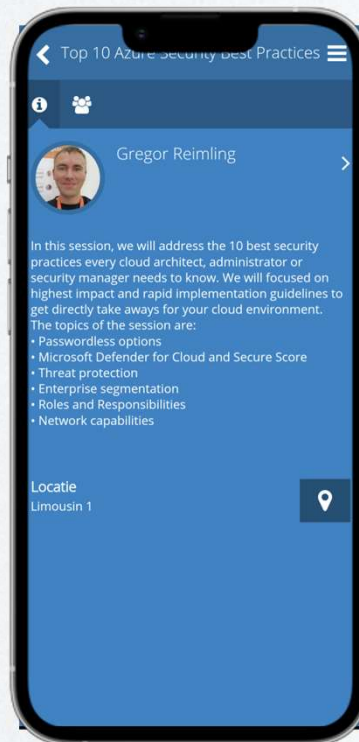 Top 10 Azure Security Best Practices
Gregor Reimling
In this session, we will address the 10 best security
practices every cloud architect, administrator or
security manager needs to know. We will focused on
highest impact and rapid implementation guidelines to
get directly take aways for your cloud environment.
The topics of the session are:
• Passwordless options
• Microsoft Defender for Cloud and Secure Score
• Threat protection
• Enterprise segmentation
• Roles and Responsibilities
• Network capabilities
Locatie
Limousin 1